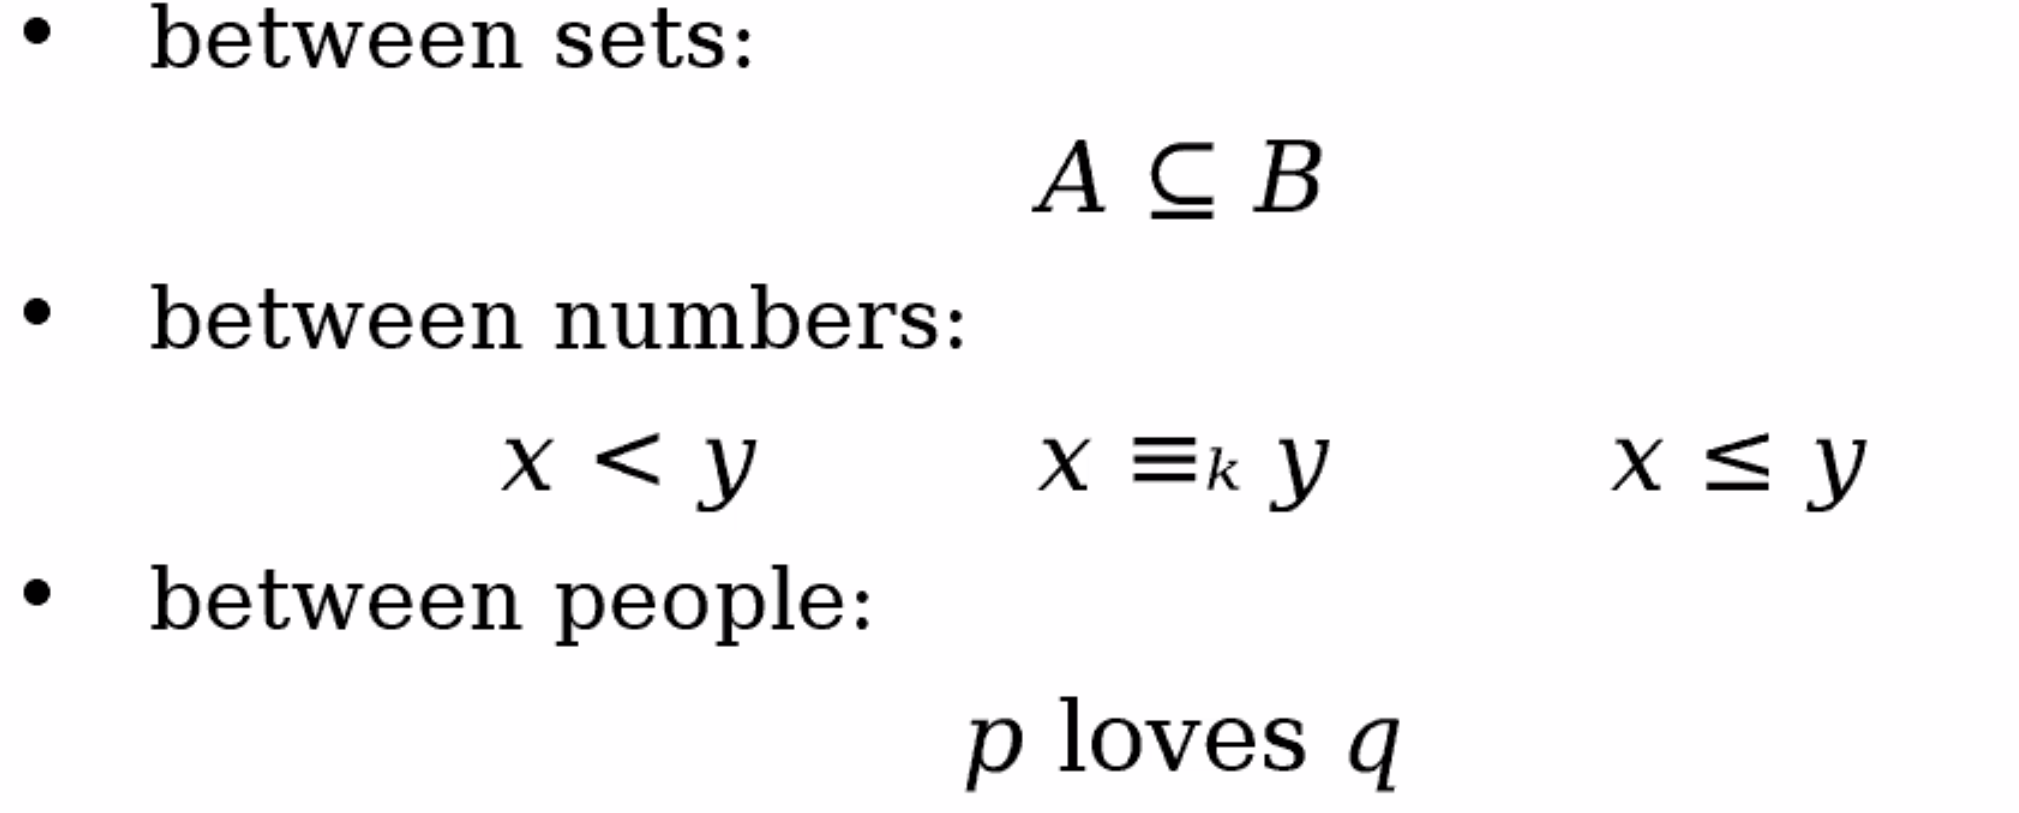 • between sets:
A ⊆ B
• between numbers:
x < y x ≡ₖ y x ≤ y
• between people:
p loves q